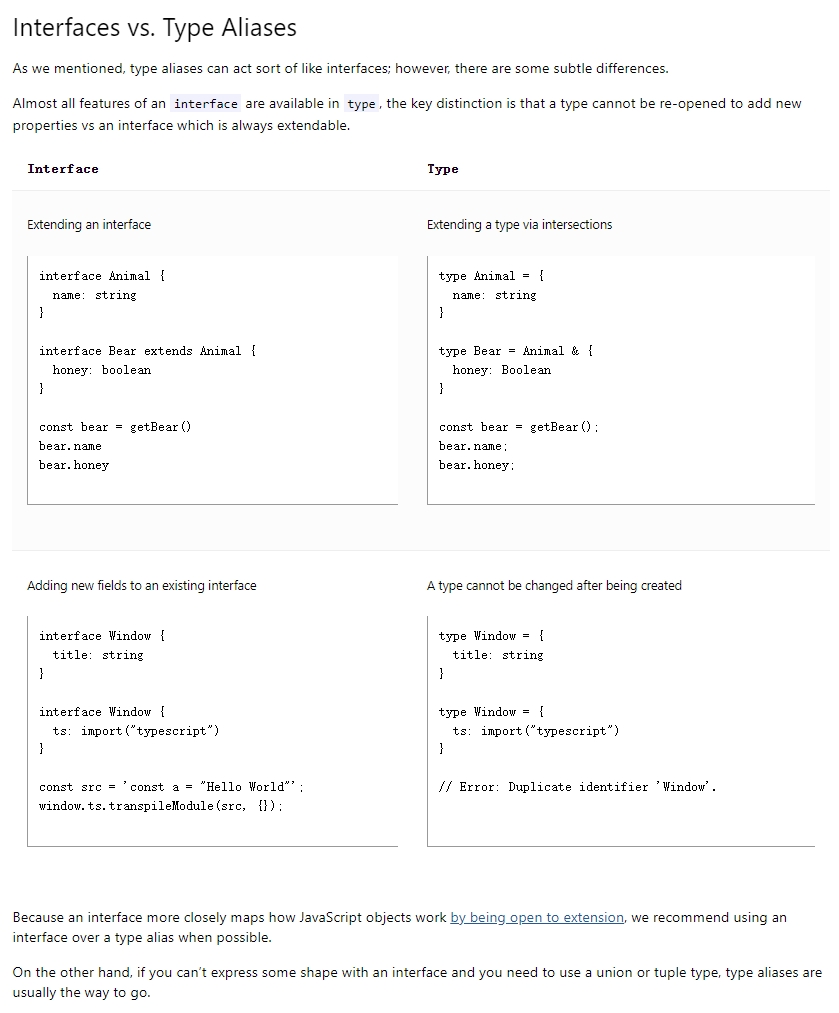 Interfaces vs. Type Aliases
As we mentioned, type aliases can act sort of like interfaces; however, there are some subtle differences.
Almost all features of an interface are available in type, the key distinction is that a type cannot be re-opened to add new
properties vs an interface which is always extendable.
Interface
Type
Extending an interface
interface Animal {
  name: string
}
interface Bear extends Animal {
  honey: boolean
}
const bear = getBear()
bear.name
bear.honey
Extending a type via intersections
type Animal = {
  name: string
}
type Bear = Animal & {
  honey: Boolean
}
const bear = getBear();
bear.name;
bear.honey;
Adding new fields to an existing interface
interface Window {
  title: string
}
interface Window {
  ts: import("typescript")
}
const src = 'const a = "Hello World"';
window.ts.transpileModule(src, {});
A type cannot be changed after being created
type Window = {
  title: string
}
type Window = {
  ts: import("typescript")
}
// Error: Duplicate identifier 'Window'.
Because an interface more closely maps how JavaScript objects work by being open to extension, we recommend using an
interface over a type alias when possible.
On the other hand, if you can't express some shape with an interface and you need to use a union or tuple type, type aliases are
usually the way to go.